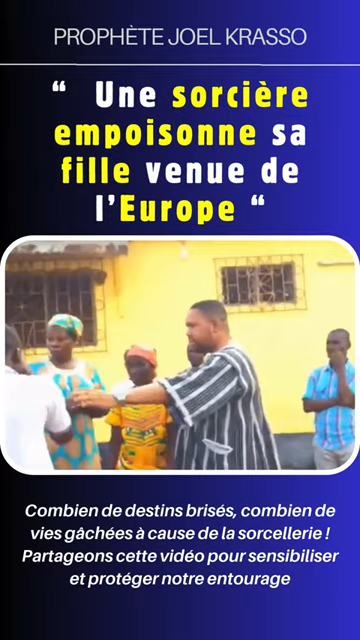 PROPHÈTE JOEL KRASSO
“ Une sorcière
empoisonne sa
fille venue de
l’Europe “
Combien de destins brisés, combien de
vies gâchées à cause de la sorcellerie !
Partageons cette vidéo pour sensibiliser
et protéger notre entourage